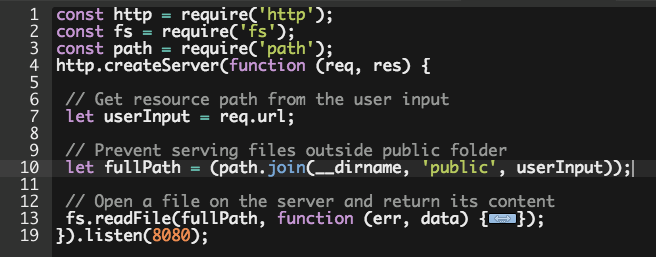 1 const http = require('http');
2 const fs = require('fs');
3 const path = require('path');
4 http.createServer(function (req, res) {
5
6 // Get resource path from the user input
7 let userInput = req.url;
8
9 // Prevent serving files outside public folder
10 let fullPath = (path.join(__dirname, 'public', userInput));
11
12 // Open a file on the server and return its content
13 fs.readFile(fullPath, function (err, data) {↔});
19 }).listen(8080);